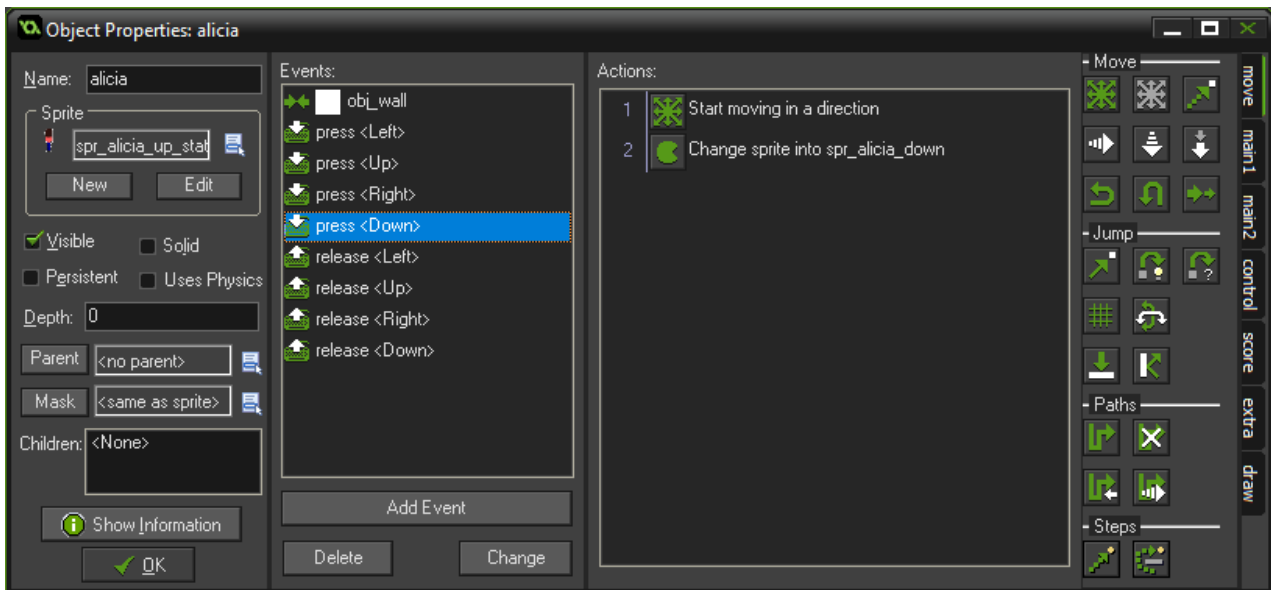 Object Properties: alicia
Name: alicia
Sprite
spr_alicia_up_stat
New Edit
Visible Solid
Persistent Uses Physics
Depth: 0
Parent <no parent>
Mask <same as sprite>
Children: <None>
Show Information
OK
Events:
obj_wall
press <Left>
press <Up>
press <Right>
press <Down>
release <Left>
release <Up>
release <Right>
release <Down>
Add Event
Delete Change
Actions:
1 Start moving in a direction
2 Change sprite into spr_alicia_down
Move
Jump
Paths
Steps
move
main1
main2
control
score
extra
draw